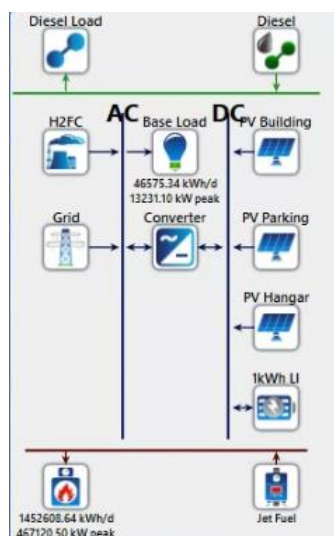 Diesel Load Diesel
AC DC
H2FC Base Load PV Building
46575.34 kWh/d
13231.10 kW peak
Grid Converter PV Parking
PV Hangar
1kWh LI
1452608.64 kWh/d
467120.50 kW peak
Jet Fuel